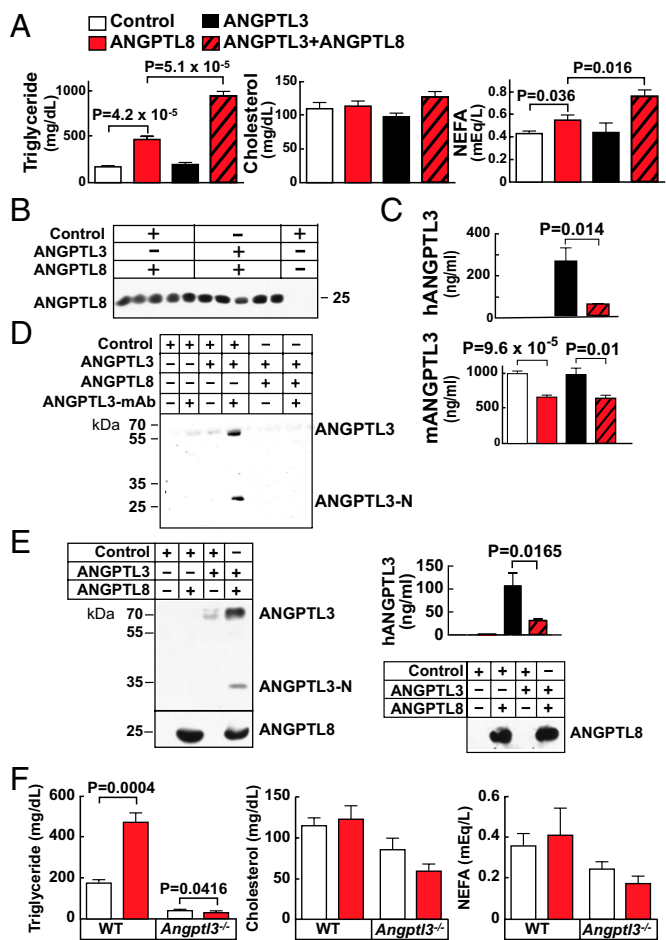 A
Control
ANGPTL3
ANGPTL8
ANGPTL3+ANGPTL8
Triglyceride
(mg/dL)
1000
500
0
P=4.2 x 10-5
P=5.1 x 10-5
Cholesterol
(mg/dL)
150
100
50
0
NEFA
(mEq/L)
0.8
0.4
0
P=0.036
P=0.016
B
Control + − +
ANGPTL3 − + −
ANGPTL8 + + −
ANGPTL8
- 25
C
hANGPTL3
(ng/ml)
400
200
0
P=0.014
mANGPTL3
(ng/ml)
1000
500
0
P=9.6 x 10-5
P=0.01
D
Control + + + + − −
ANGPTL3 − − + + + +
ANGPTL8 − − − − + +
ANGPTL3-mAb − + − + − +
kDa 70
55
35
25
ANGPTL3
ANGPTL3-N
E
Control + + + −
ANGPTL3 − − + +
ANGPTL8 − + − +
kDa 70
55
35
25
ANGPTL3
ANGPTL3-N
ANGPTL8
hANGPTL3
(ng/ml)
150
100
50
0
P=0.0165
Control + + + −
ANGPTL3 − − + +
ANGPTL8 − + − +
ANGPTL8
F
Triglyceride (mg/dL)
600
400
200
0
P=0.0004
P=0.0416
WT Angptl3-/-
Cholesterol (mg/dL)
150
100
50
0
WT Angptl3-/-
NEFA (mEq/L)
0.6
0.4
0.2
0
WT Angptl3-/-